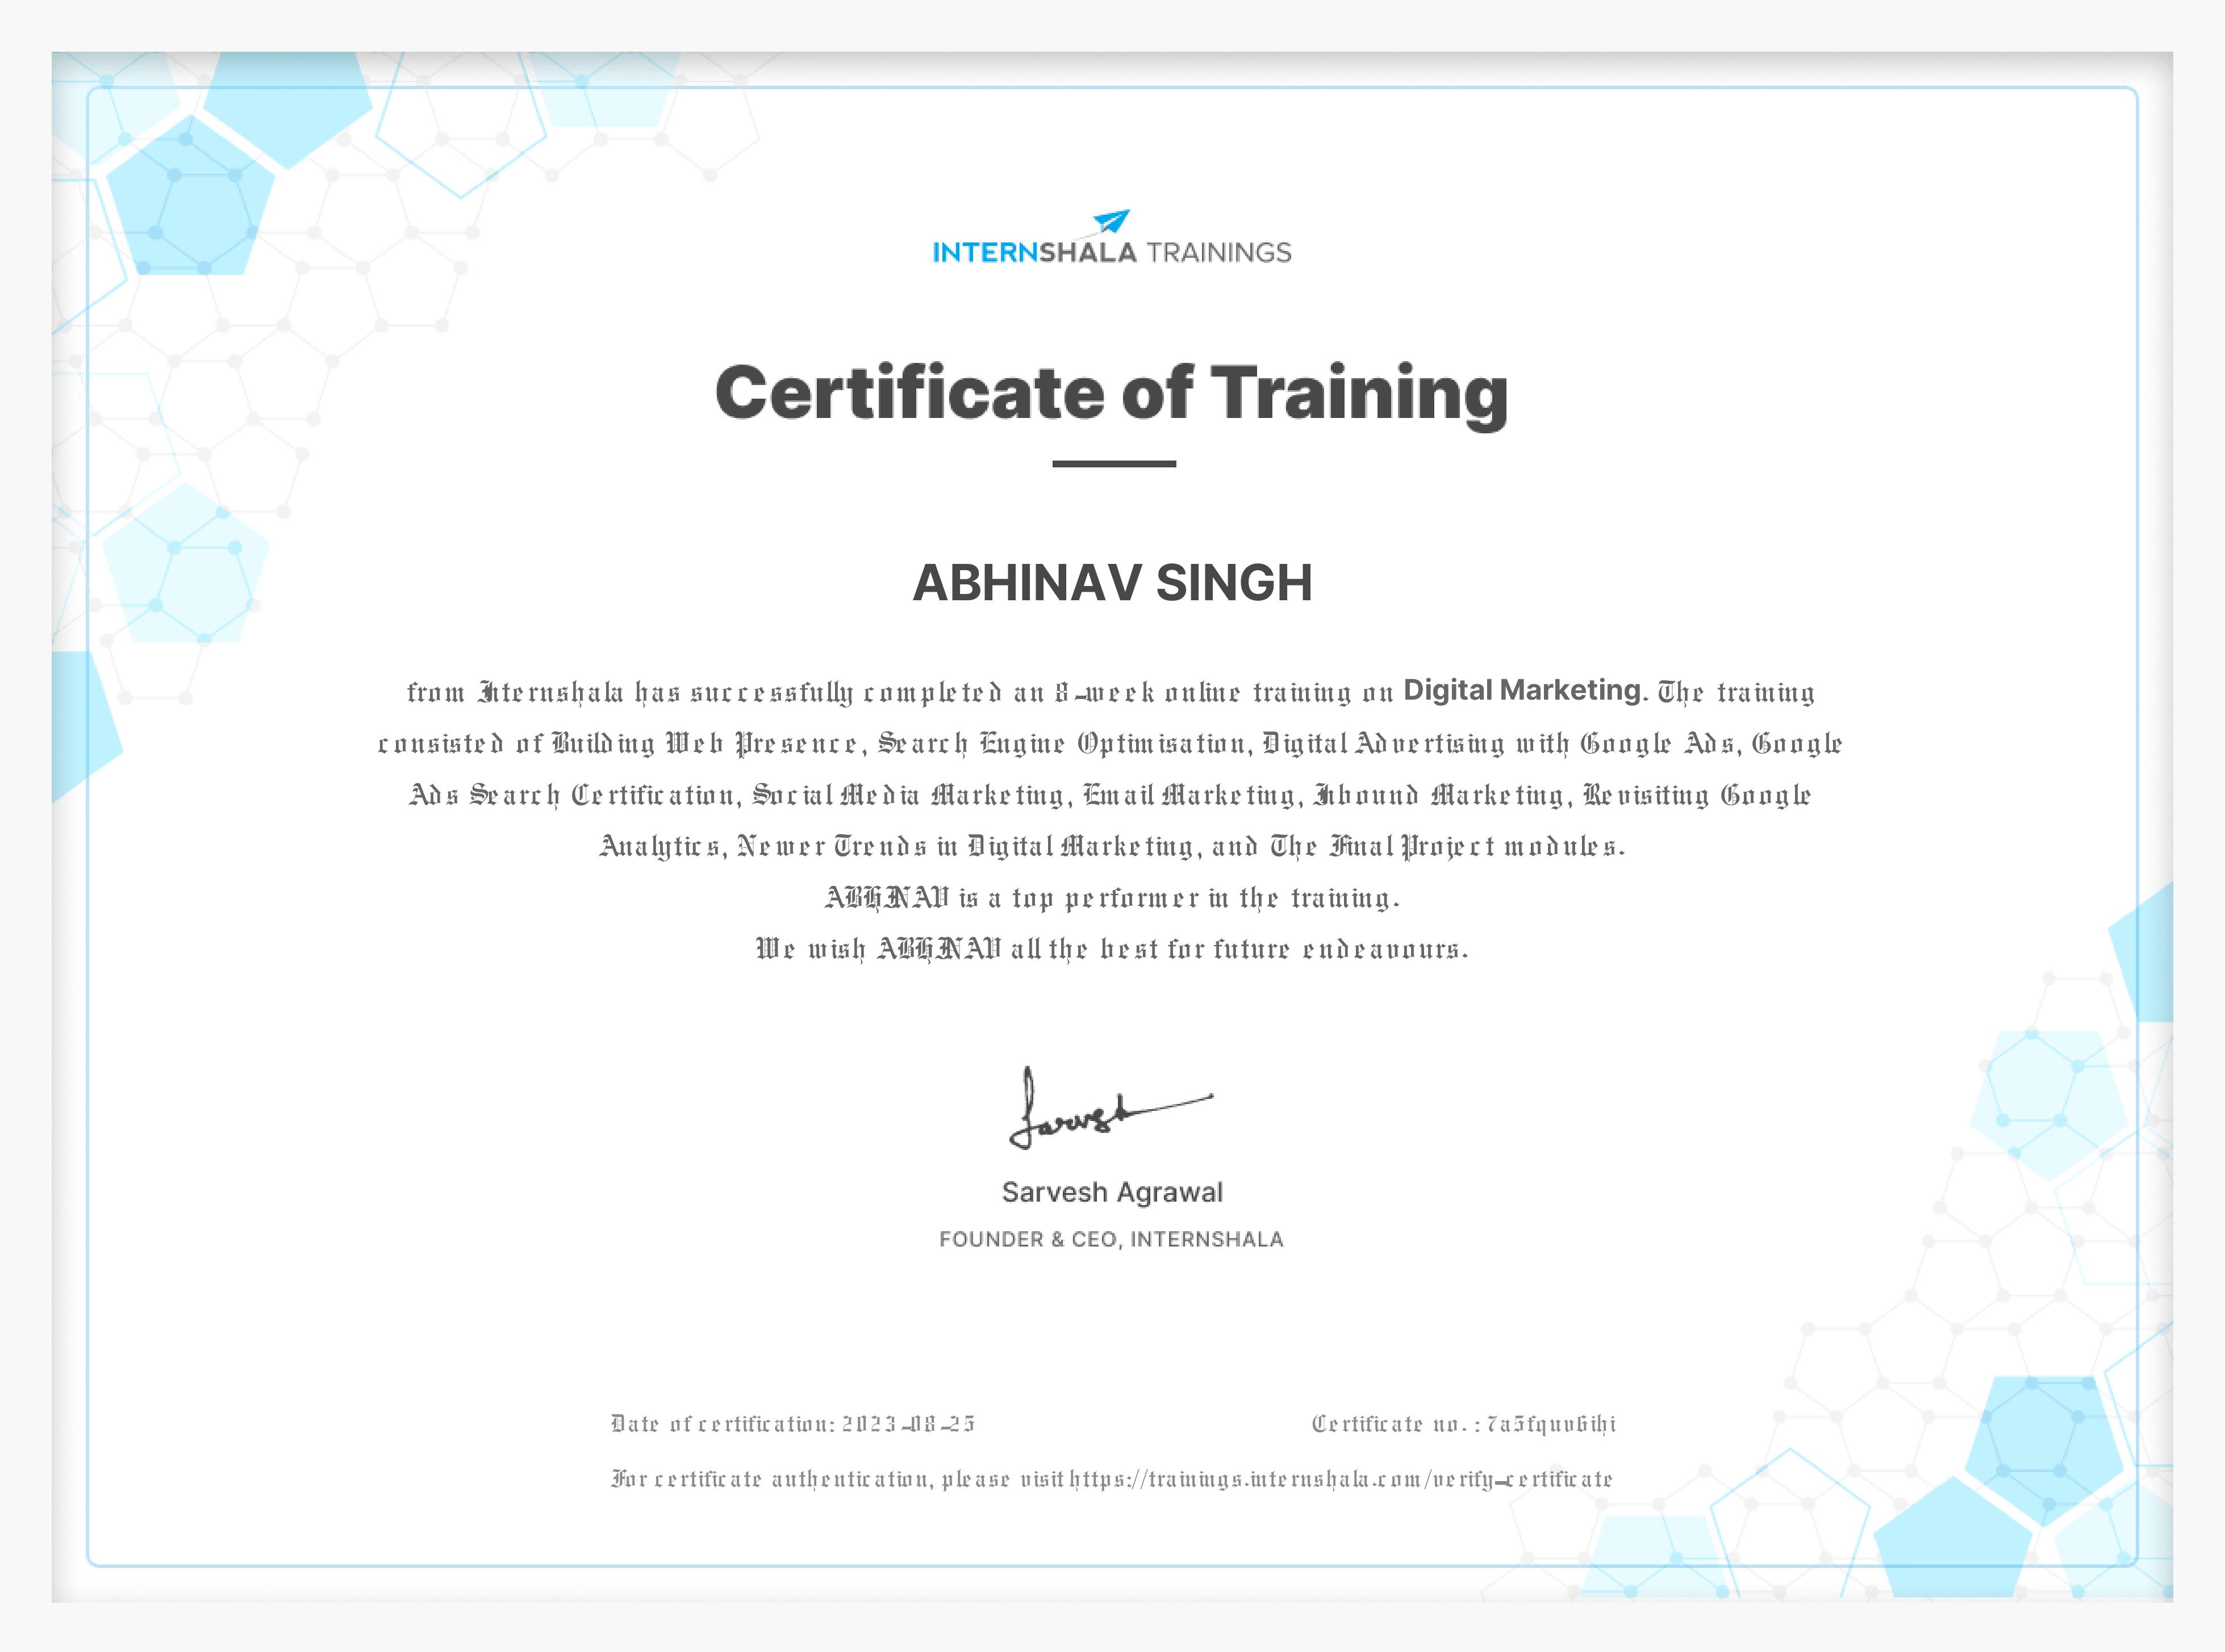 INTERNSHALA TRAININGS
Certificate of Training
ABHINAV SINGH
from Internshala has successfully completed an 8-week online training on Digital Marketing. The training
consisted of Building Web Presence, Search Engine Optimisation, Digital Advertising with Google Ads, Google
Ads Search Certification, Social Media Marketing, Email Marketing, Inbound Marketing, Revisiting Google
Analytics, Newer Trends in Digital Marketing, and The Final Project modules.
ABHINAV is a top performer in the training.
We wish ABHINAV all the best for future endeavours.
Sarvesh
Sarvesh Agrawal
FOUNDER & CEO, INTERNSHALA
Date of certification: 2023-08-25
Certificate no. : 7a5fquv6ihi
For certificate authentication, please visit https://trainings.internshala.com/verify_certificate